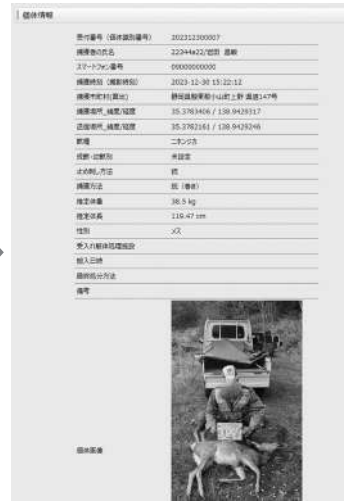 個体情報
受付番号（個体識別番号） 202312300007
捕獲者の氏名 22344a22/岩田
スマートフォン番号 00000000000
捕獲時刻（撮影時刻） 2023-12-30 15:22:12
捕獲市町村(算出) 静岡県駿東郡小山町上野 県道147号
捕獲場所_緯度/経度 35.3783406 / 138.9429317
送信場所_緯度/経度 35.3782161 / 138.9429246
獣種 ニホンジカ
成獣・幼獣別 未設定
止め刺し方法 銃
捕獲方法 銃（巻き）
推定体重 38.5 kg
推定体長 119.47 cm
性別 メス
受入れ解体処理施設
搬入日時
最終処分方法
備考
個体画像